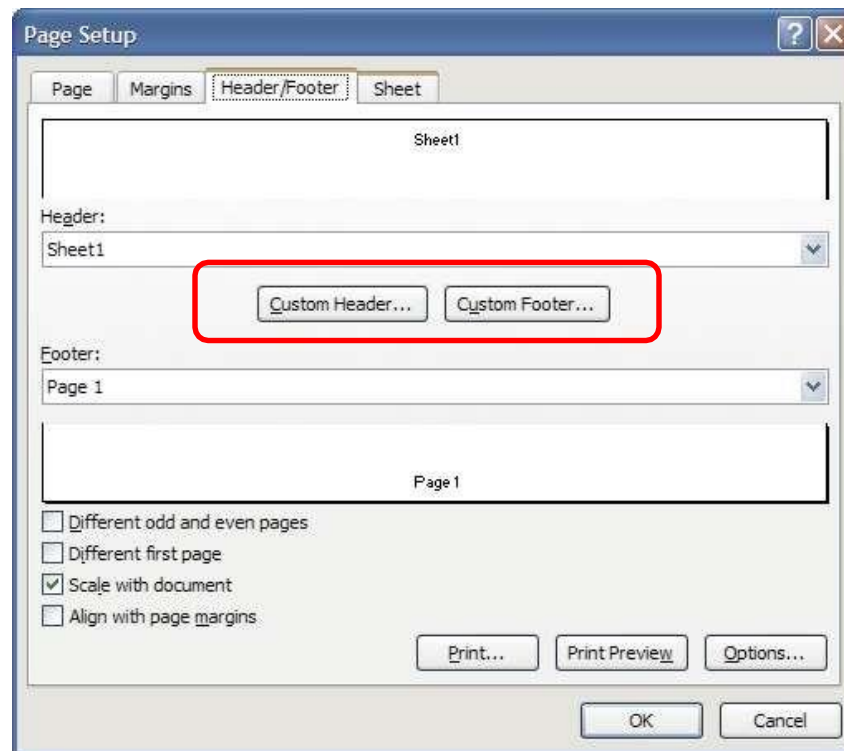 Page Setup
Page Margins Header/Footer Sheet
Sheet1
Header:
Sheet1
Custom Header... Custom Footer...
Footer:
Page 1
Page 1
Different odd and even pages
Different first page
Scale with document
Align with page margins
Print... Print Preview Options...
OK Cancel